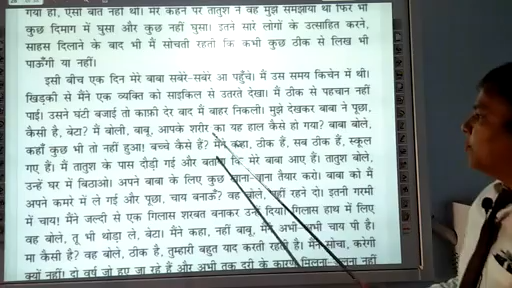 गया हो, ऐसी बात नहीं थी। मेरे कहने पर तातुश ने वह मुझे समझाया था फिर भी
कुछ दिमाग में घुसा और कुछ नहीं घुसा। इतने सारे लोगों के उत्साहित करने,
साहस दिलाने के बाद भी मैं सोचती रहती कि कभी कुछ ठीक से लिख भी
पाऊँगी या नहीं।
इसी बीच एक दिन मेरे बाबा सबेरे-सबेरे आ पहुँचे। मैं उस समय किचेन में थी।
खिड़की से मैंने एक व्यक्ति को साइकिल से उतरते देखा। मैं ठीक से पहचान नहीं
पाई। उसने घंटी बजाई तो काफ़ी देर बाद मैं बाहर निकली। मुझे देखकर बाबा ने पूछा,
कैसी है, बेटा? मैं बोली, बाबू, आपके शरीर का यह हाल कैसे हो गया? बाबा बोले,
कहाँ कुछ भी तो नहीं हुआ! बच्चे कैसे हैं? मैंने कहा, ठीक हैं, सब ठीक हैं, स्कूल
गए हैं। मैं तातुश के पास दौड़ी गई और बताया कि मेरे बाबा आए हैं। तातुश बोले,
उन्हें घर में बिठाओ। अपने बाबा के लिए कुछ खाना-वाना तैयार करो। बाबा को मैं
अपने कमरे में ले गई और पूछा, चाय बनाऊँ? वह बोले, नहीं रहने दो। इतनी गरमी
में चाय! मैंने जल्दी से एक गिलास शरबत बनाकर उन्हें दिया। गिलास हाथ में लिए
वह बोले, तू भी थोड़ा ले, बेटा। मैंने कहा, नहीं बाबू, मैंने अभी-अभी चाय पी है।
मा कैसी है? वह बोले, ठीक है, तुम्हारी बहुत याद करती रहती है। मैंने सोचा, करेगी
क्यों नहीं! दो वर्ष जो हुए जा रहे हैं और अभी तक दूरी के कारण मिलना-जुलना नहीं